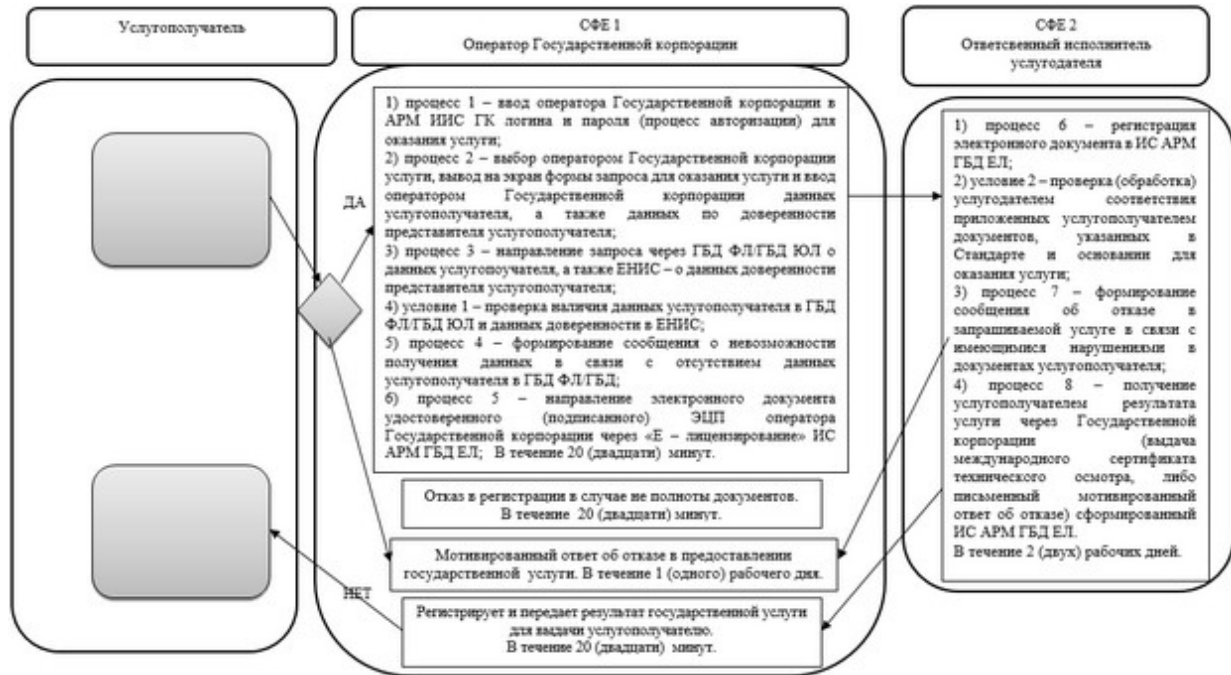 Услугополучатель
СФЕ 1
Оператор Государственной корпорации
СФЕ 2
Ответсвенный исполнитель
услугодателя
ДА
1) процесс 1 – ввод оператора Государственной корпорации в
АРМ ИИС ГК логина и пароля (процесс авторизации) для
оказания услуги;
2) процесс 2 – выбор оператором Государственной корпорации
услуги, вывод на экран формы запроса для оказания услуги и ввод
оператором Государственной корпорации данных
услугополучателя, а также данных по доверенности
представителя услугополучателя;
3) процесс 3 – направление запроса через ГБД ФЛ/ГБД ЮЛ о
данных услугопоучателя, а также ЕНИС – о данных доверенности
представителя услугополучателя;
4) условие 1 – проверка наличия данных услугополучателя в ГБД
ФЛ/ГБД ЮЛ и данных доверенности в ЕНИС;
5) процесс 4 – формирование сообщения о невозможности
получения данных в связи с отсутствием данных
услугополучателя в ГБД ФЛ/ГБД;
6) процесс 5 – направление электронного документа
удостоверенного (подписанного) ЭЦП оператора
Государственной корпорации через «Е – лицензирование» ИС
АРМ ГБД ЕЛ; В течение 20 (двадцати) минут.
Отказ в регистрации в случае не полноты документов.
В течение 20 (двадцати) минут.
Мотивированный ответ об отказе в предоставлении
государственной услуги. В течение 1 (одного) рабочего дня.
НЕТ
Регистрирует и передает результат государственной услуги
для выдачи услугополучателю.
В течение 20 (двадцати) минут.
1) процесс 6 – регистрация
электронного документа в ИС АРМ
ГБД ЕЛ;
2) условие 2 – проверка (обработка)
услугодателем соответствия
приложенных услугополучателем
документов, указанных в
Стандарте и основании для
оказания услуги;
3) процесс 7 – формирование
сообщения об отказе в
запрашиваемой услуге в связи с
имеющимися нарушениями в
документах услугополучателя;
4) процесс 8 – получение
услугополучателем результата
услуги через Государственной
корпорации (выдача
международного сертификата
технического осмотра, либо
письменный мотивированный
ответ об отказе) сформированный
ИС АРМ ГБД ЕЛ.
В течение 2 (двух) рабочих дней.